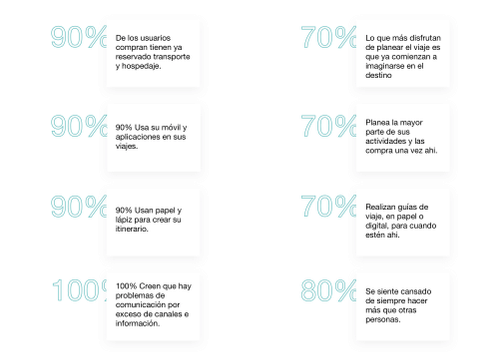 90%
De los usuarios
compran tienen ya
reservado transporte
y hospedaje.
70%
Lo que más disfrutan
de planear el viaje es
que ya comienzan a
imaginarse en el
destino
90%
90% Usa su móvil y
aplicaciones en sus
viajes.
70%
Planea la mayor
parte de sus
actividades y las
compra una vez ahi.
90%
90% Usan papel y
lápiz para crear su
itinerario.
70%
Realizan guías de
viaje, en papel o
digital, para cuando
estén ahi.
100%
100% Creen que hay
problemas de
comunicación por
exceso de canales e
información.
80%
Se siente cansado
de siempre hacer
más que otras
personas.